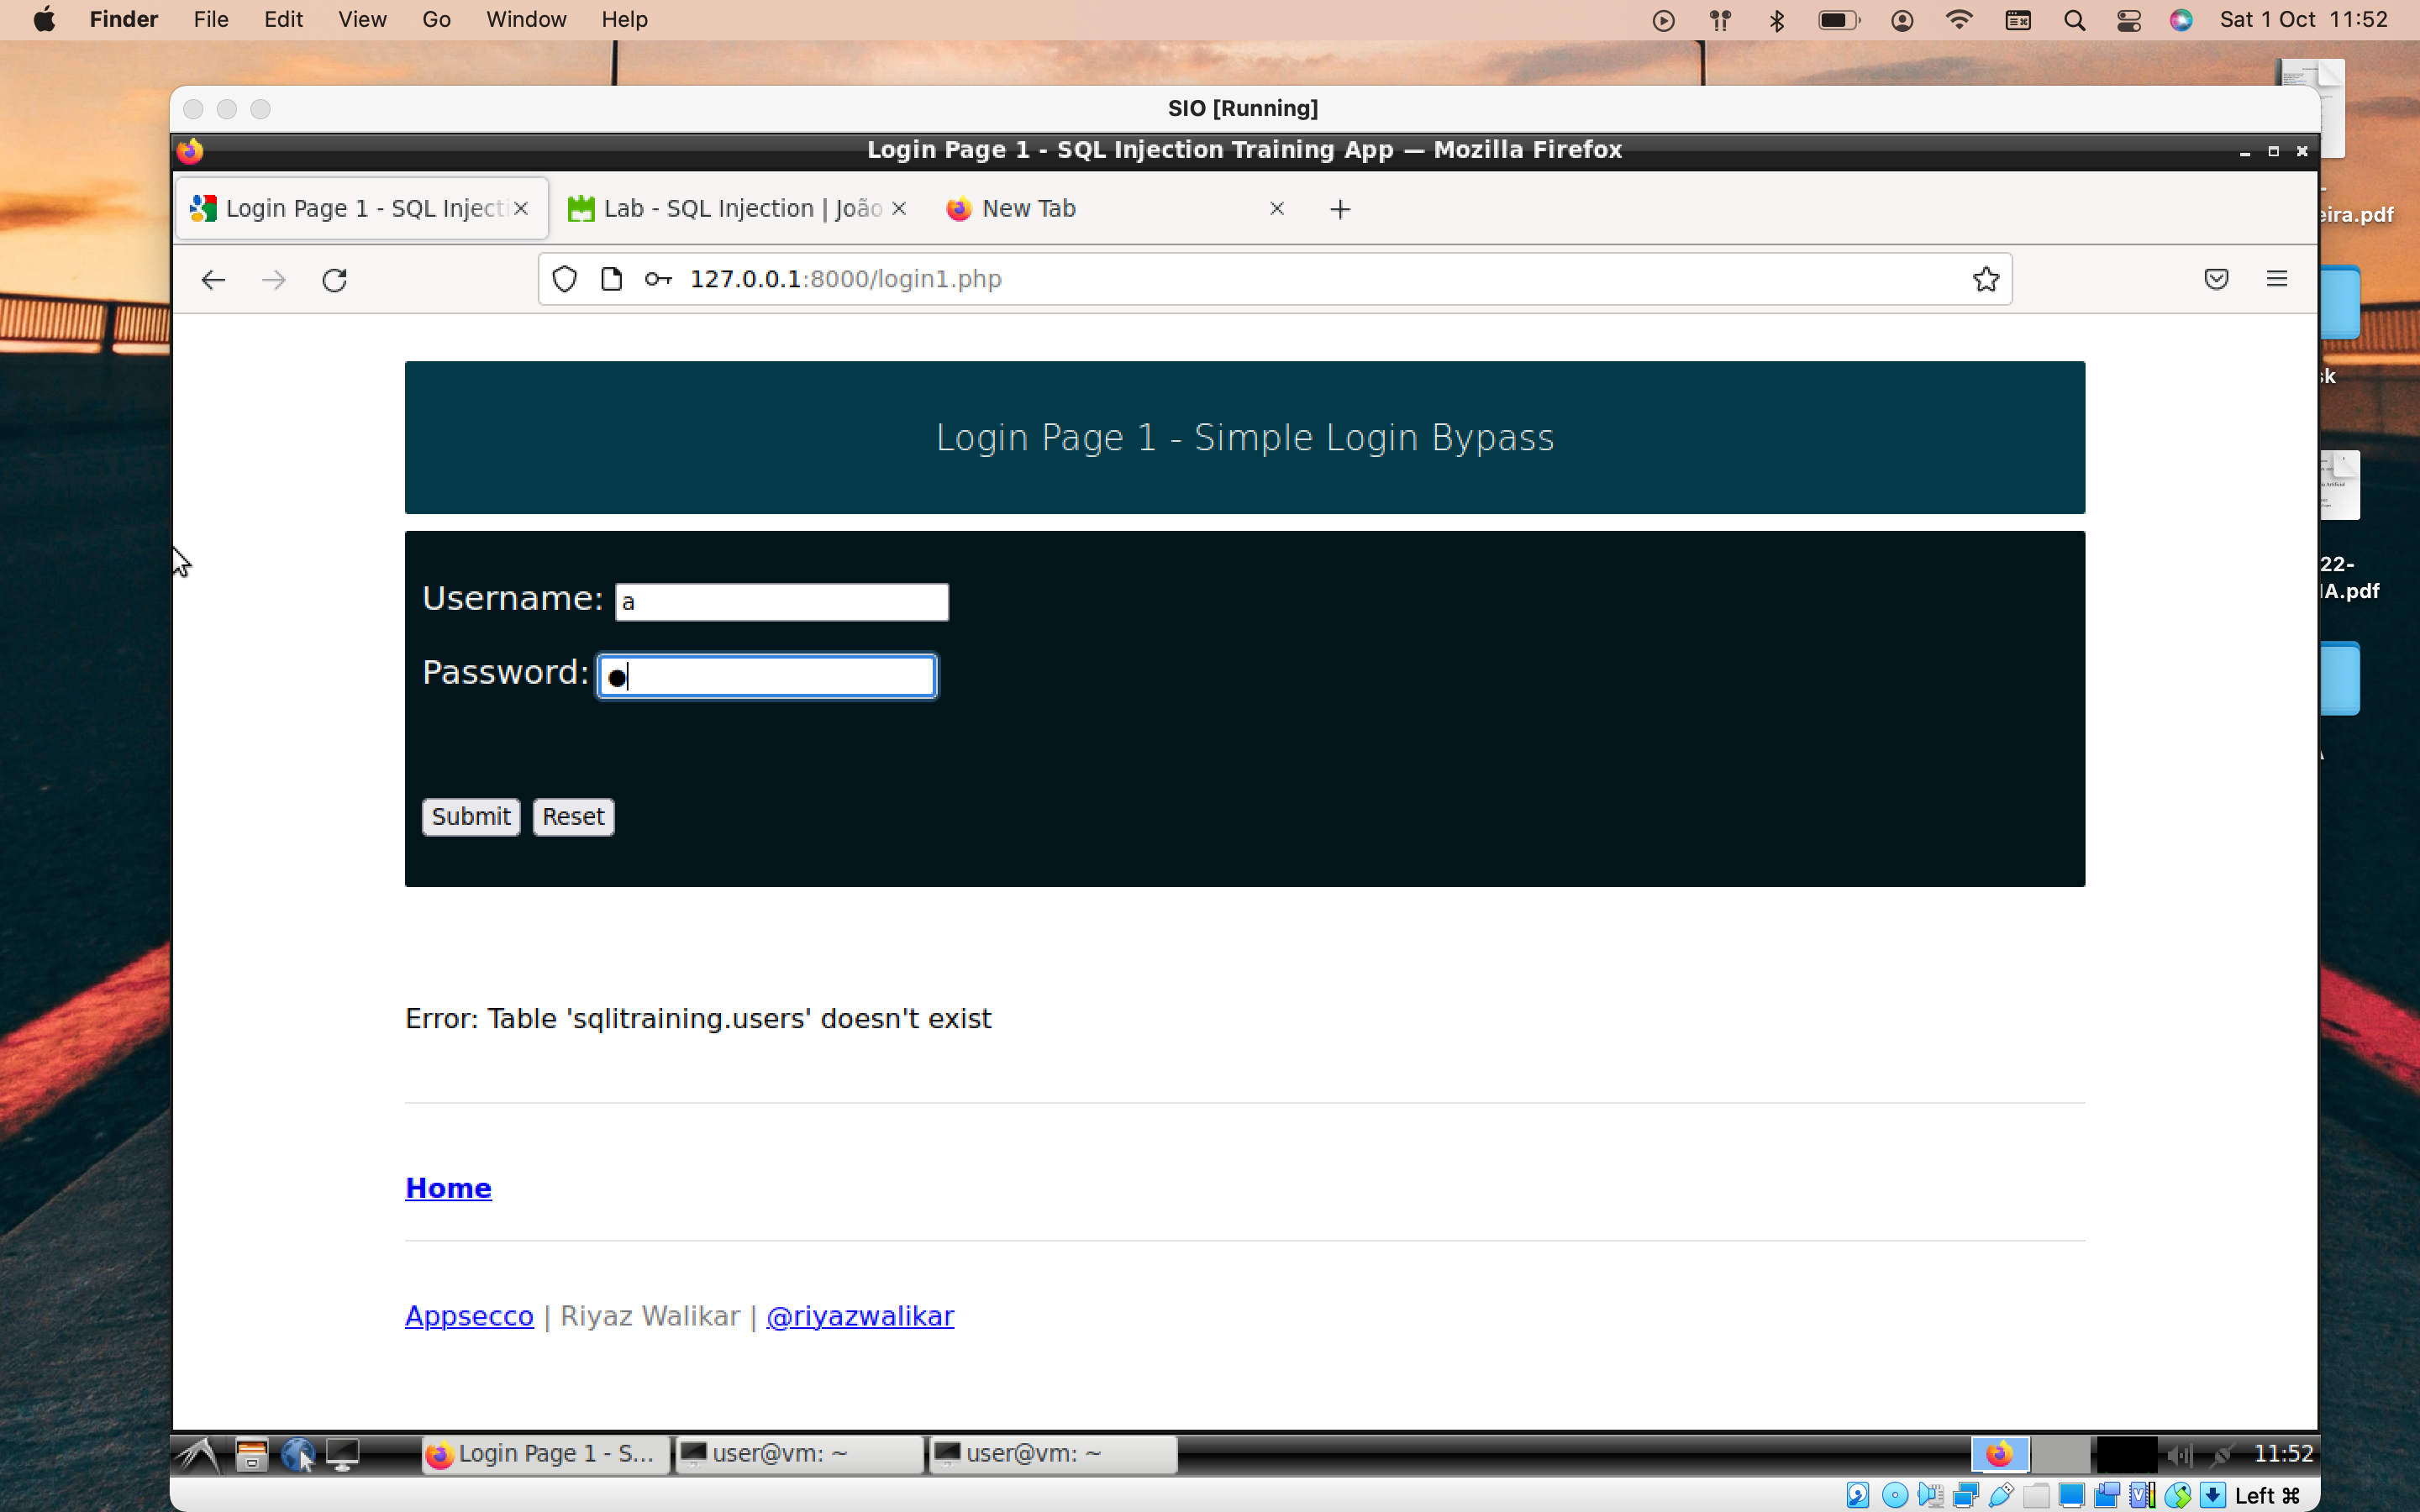 Finder File Edit View Go Window Help Sat 1 Oct 11:52
SIO [Running]
Login Page 1 - SQL Injection Training App — Mozilla Firefox
Login Page 1 - SQL Injecti Lab - SQL Injection | João New Tab
127.0.0.1:8000/login1.php
eira.pdf
Login Page 1 - Simple Login Bypass
sk
22-
IA.pdf
Username: a
Password:
Submit Reset
Error: Table 'sqlitraining.users' doesn't exist
Home
Appsecco | Riyaz Walikar | @riyazwalikar
Login Page 1 - S... user@vm: ~ user@vm: ~ 11:52
Left ⌘